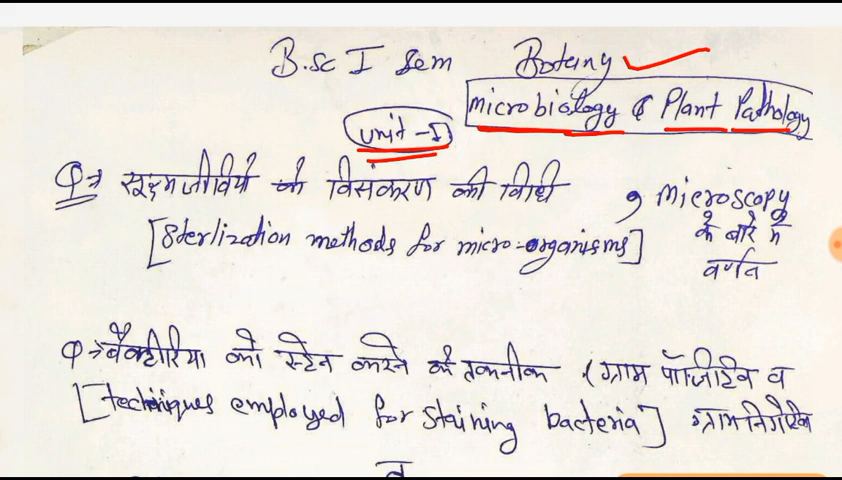 B.sc I sem Botany
microbiology & Plant Pathology
Unit-I
Q⇒ सूक्ष्मजीवियो के विसंकरण की विधि , Microscopy
[Sterlization methods for micro-organisms] के बारे मे
वर्णन
Q→ बैक्टीरिया को स्टेन करने के तकनीक (ग्राम पॉजिटिव व
[techniques employed for staining bacteria] ग्राम निगेटिव
व